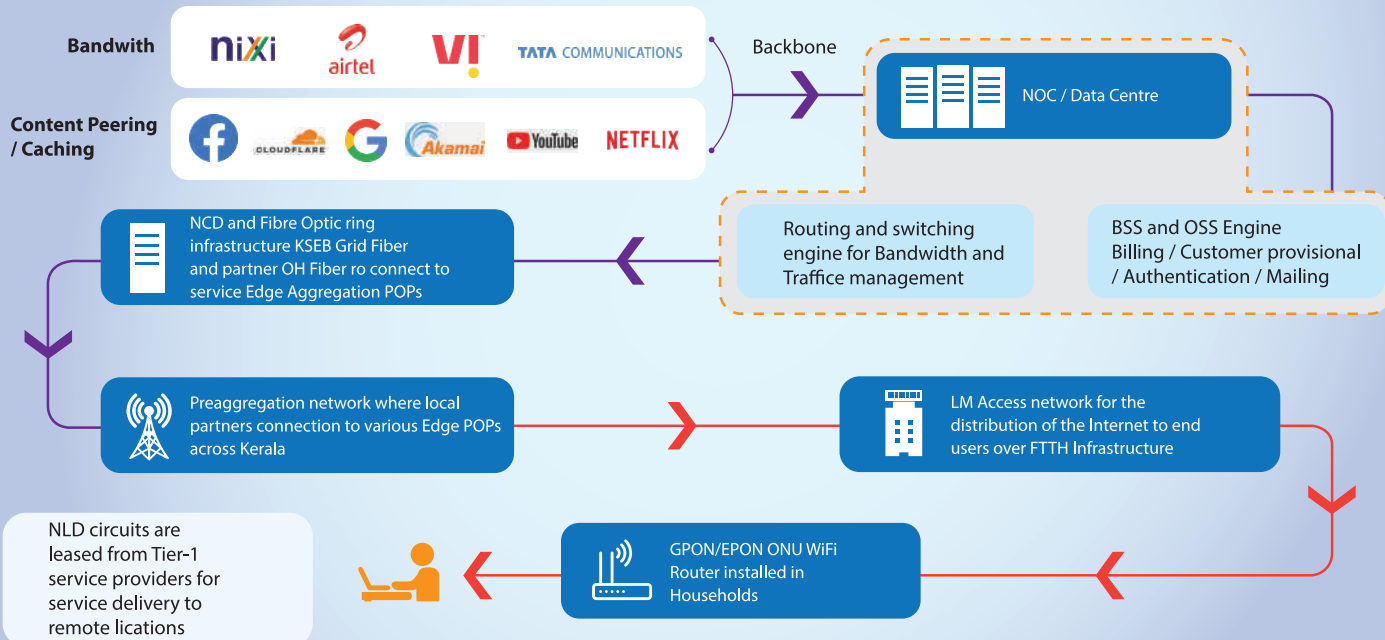 Bandwith
nixi
airtel
VI
TATA COMMUNICATIONS
Backbone
NOC / Data Centre
Content Peering
/ Caching
CLOUDFLARE
Akamai
YouTube
NETFLIX
NCD and Fibre Optic ring
infrastructure KSEB Grid Fiber
and partner OH Fiber ro connect to
service Edge Aggregation POPs
Routing and switching
engine for Bandwidth and
Traffice management
BSS and OSS Engine
Billing / Customer provisional
/ Authentication / Mailing
Preaggregation network where local
partners connection to various Edge POPs
across Kerala
LM Access network for the
distribution of the Internet to end
users over FTTH Infrastructure
NLD circuits are
leased from Tier-1
service providers for
service delivery to
remote lications
GPON/EPON ONU WiFi
Router installed in
Households